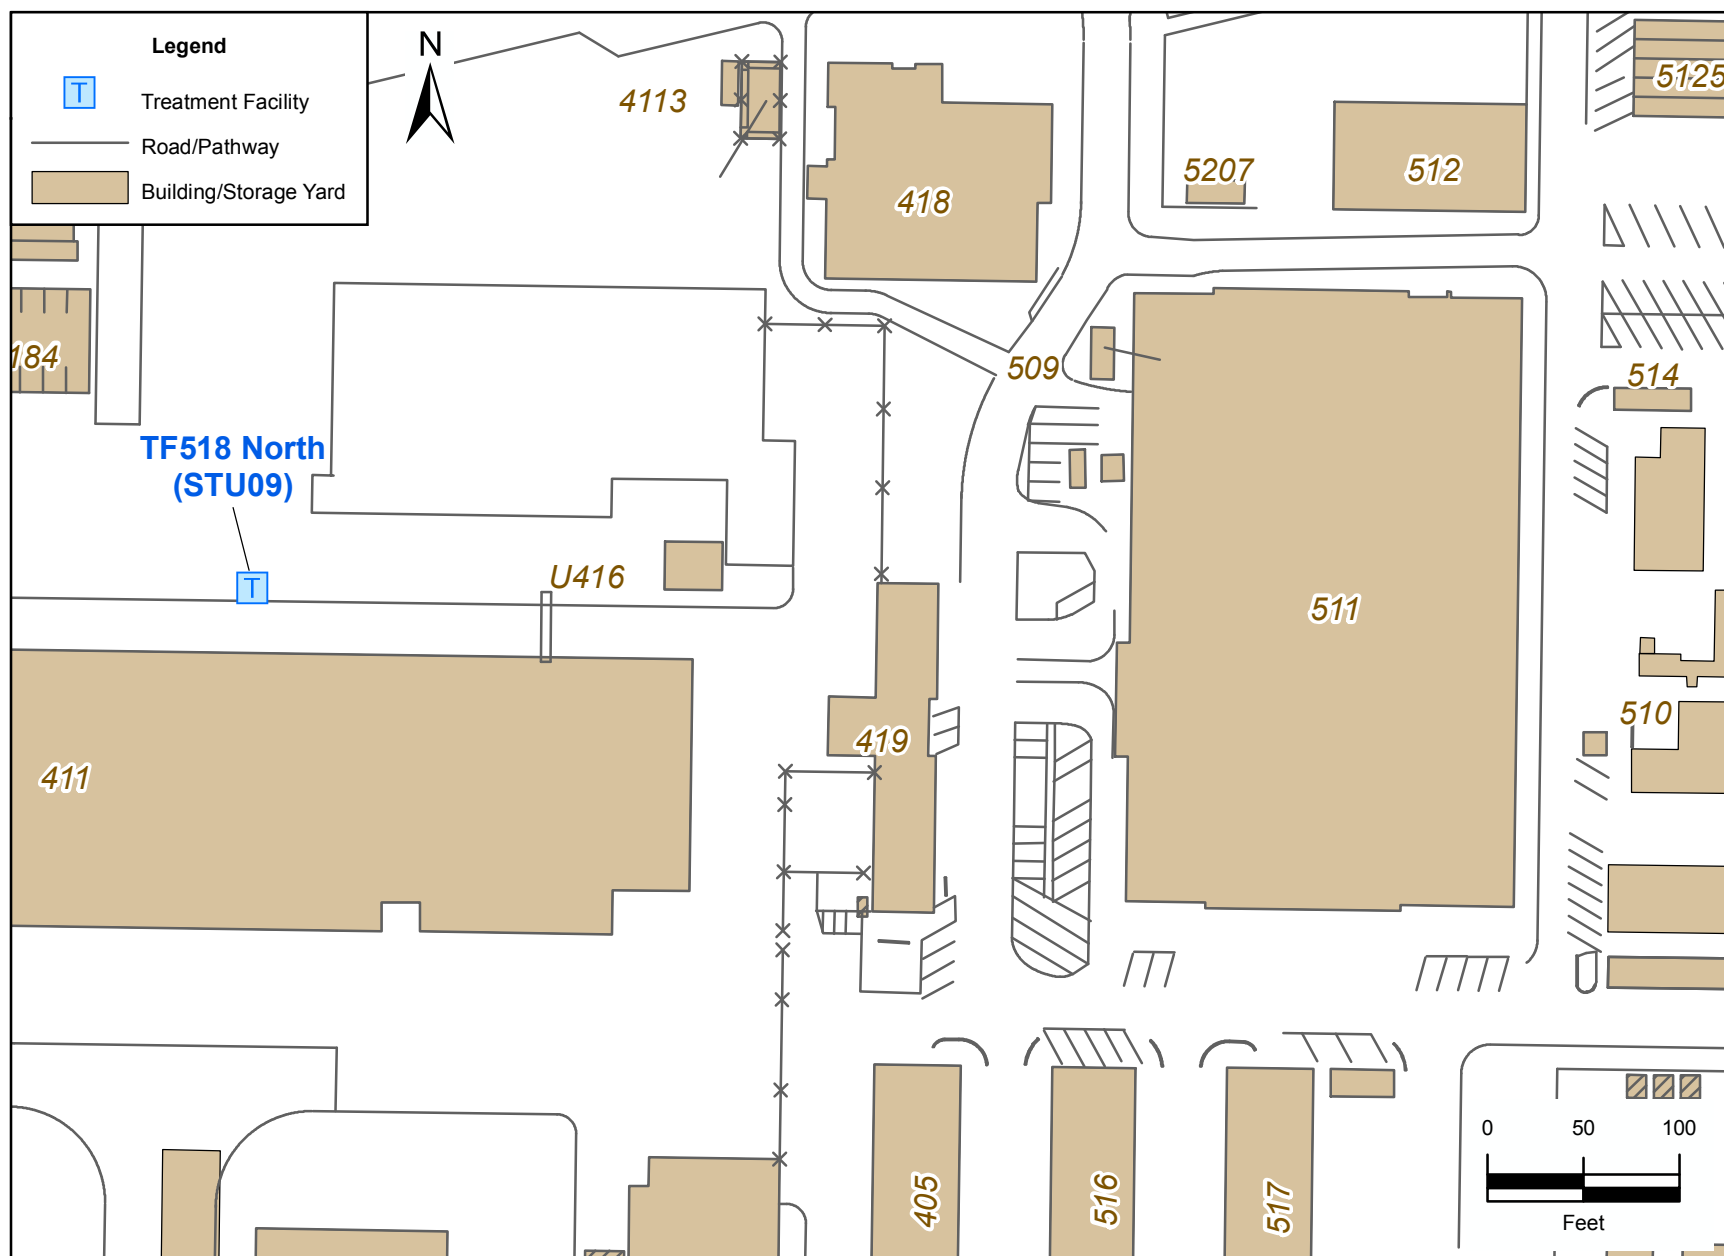 Legend
T
Treatment Facility
Road/Pathway
Building/Storage Yard
N
4113
418
5207
512
5125
184
509
514
TF518 North
(STU09)
T
U416
511
510
419
411
405
516
517
0 50 100
Feet